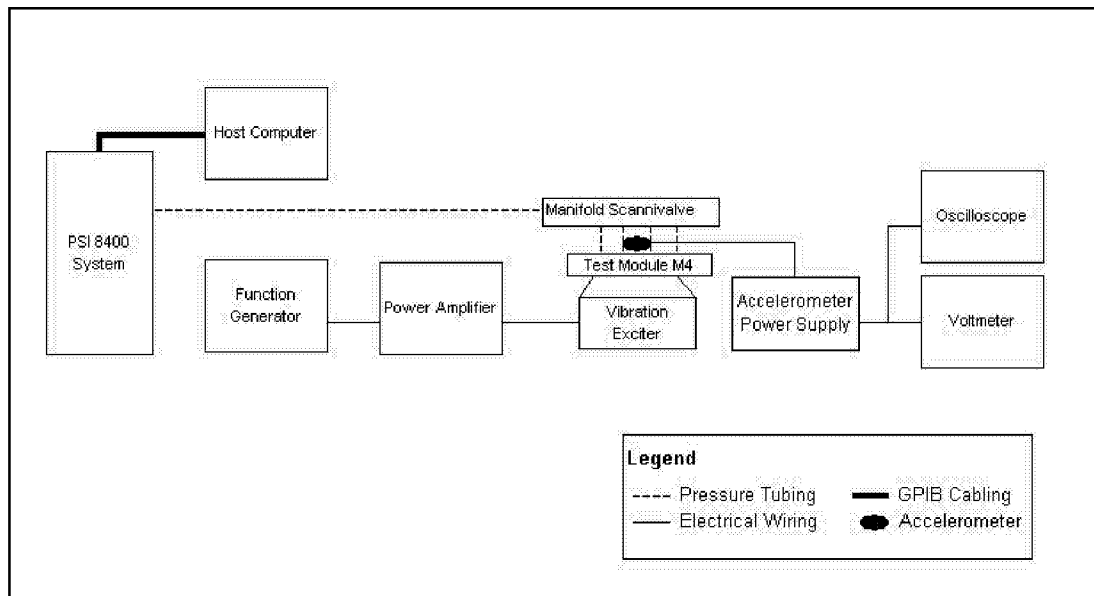 Host Computer
PSI 8400
System
Manifold Scannivalve
Test Module M4
Oscilloscope
Function
Generator
Power Amplifier
Vibration
Exciter
Accelerometer
Power Supply
Voltmeter
Legend
Pressure Tubing
GPIB Cabling
Electrical Wiring
Accelerometer